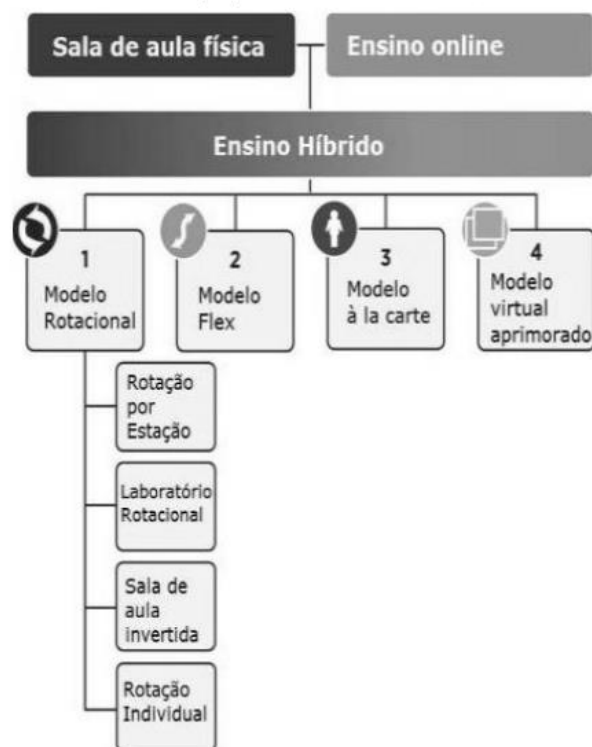 Sala de aula física
Ensino online
Ensino Híbrido
1
Modelo
Rotacional
2
Modelo
Flex
3
Modelo
à la carte
4
Modelo
virtual
aprimorado
Rotação
por
Estação
Laboratório
Rotacional
Sala de
aula
invertida
Rotação
Individual